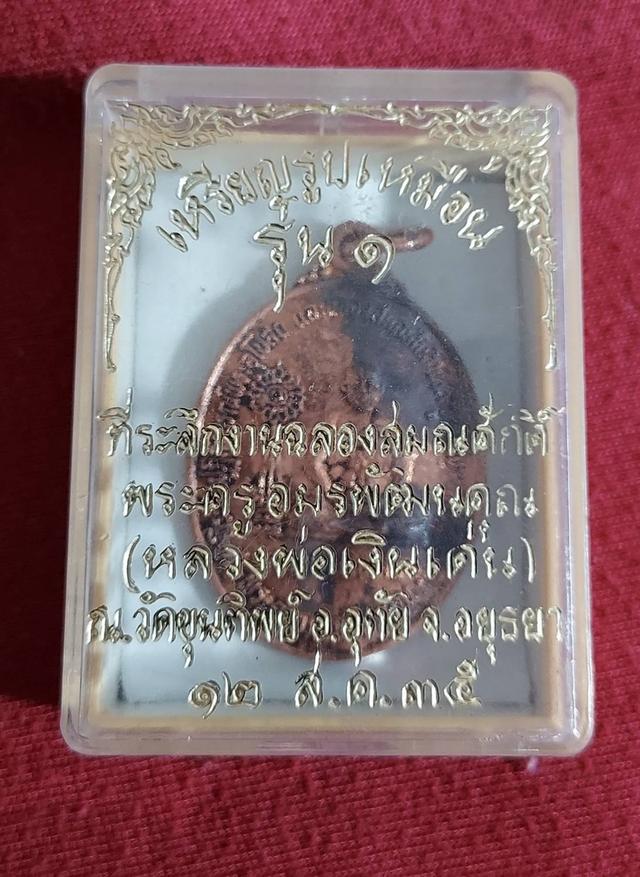 เหรียญรูปเหมือน
รุ่น ๑
ที่ระลึกงานฉลองสมณศักดิ์
พระครูอมรพัฒนคุณ
(หลวงพ่อเงินเด่น)
ณ.วัดขุนทิพย์ อ.อุทัย จ.อยุธยา
๑๒ ส.ค.๓๕